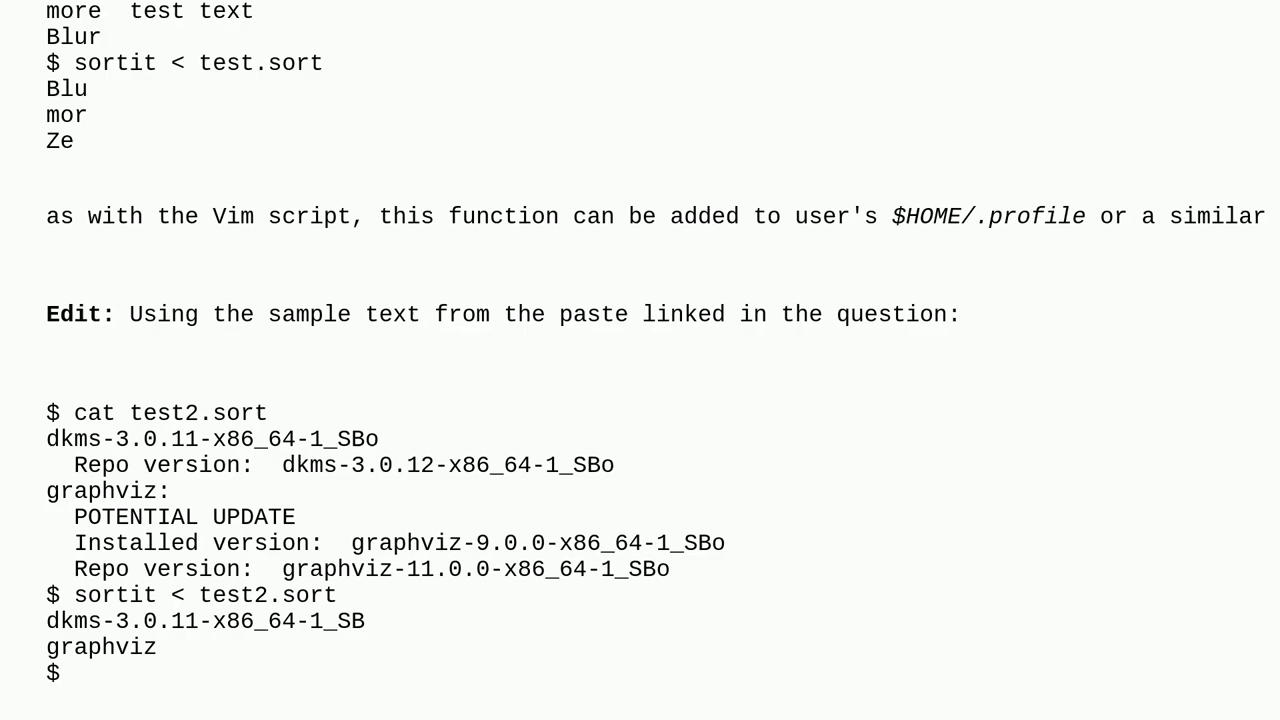 more  test text
Blur
$ sortit < test.sort
Blu
mor
Ze
as with the Vim script, this function can be added to user's $HOME/.profile or a similar
Edit: Using the sample text from the paste linked in the question:
$ cat test2.sort
dkms-3.0.11-x86_64-1_SBo
  Repo version:  dkms-3.0.12-x86_64-1_SBo
graphviz:
  POTENTIAL UPDATE
  Installed version:  graphviz-9.0.0-x86_64-1_SBo
  Repo version:  graphviz-11.0.0-x86_64-1_SBo
$ sortit < test2.sort
dkms-3.0.11-x86_64-1_SB
graphviz
$